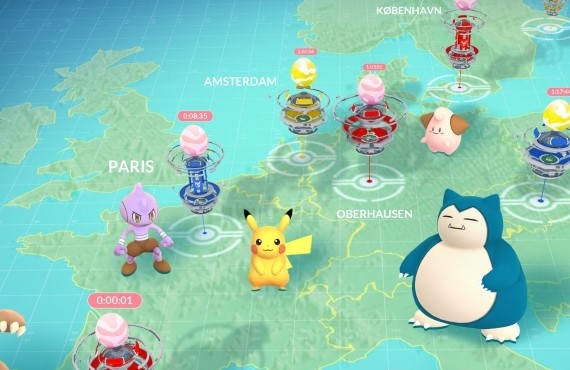 KØBENHAVN
AMSTERDAM
0:08:35
PARIS
OBERHAUSEN
0:00:01